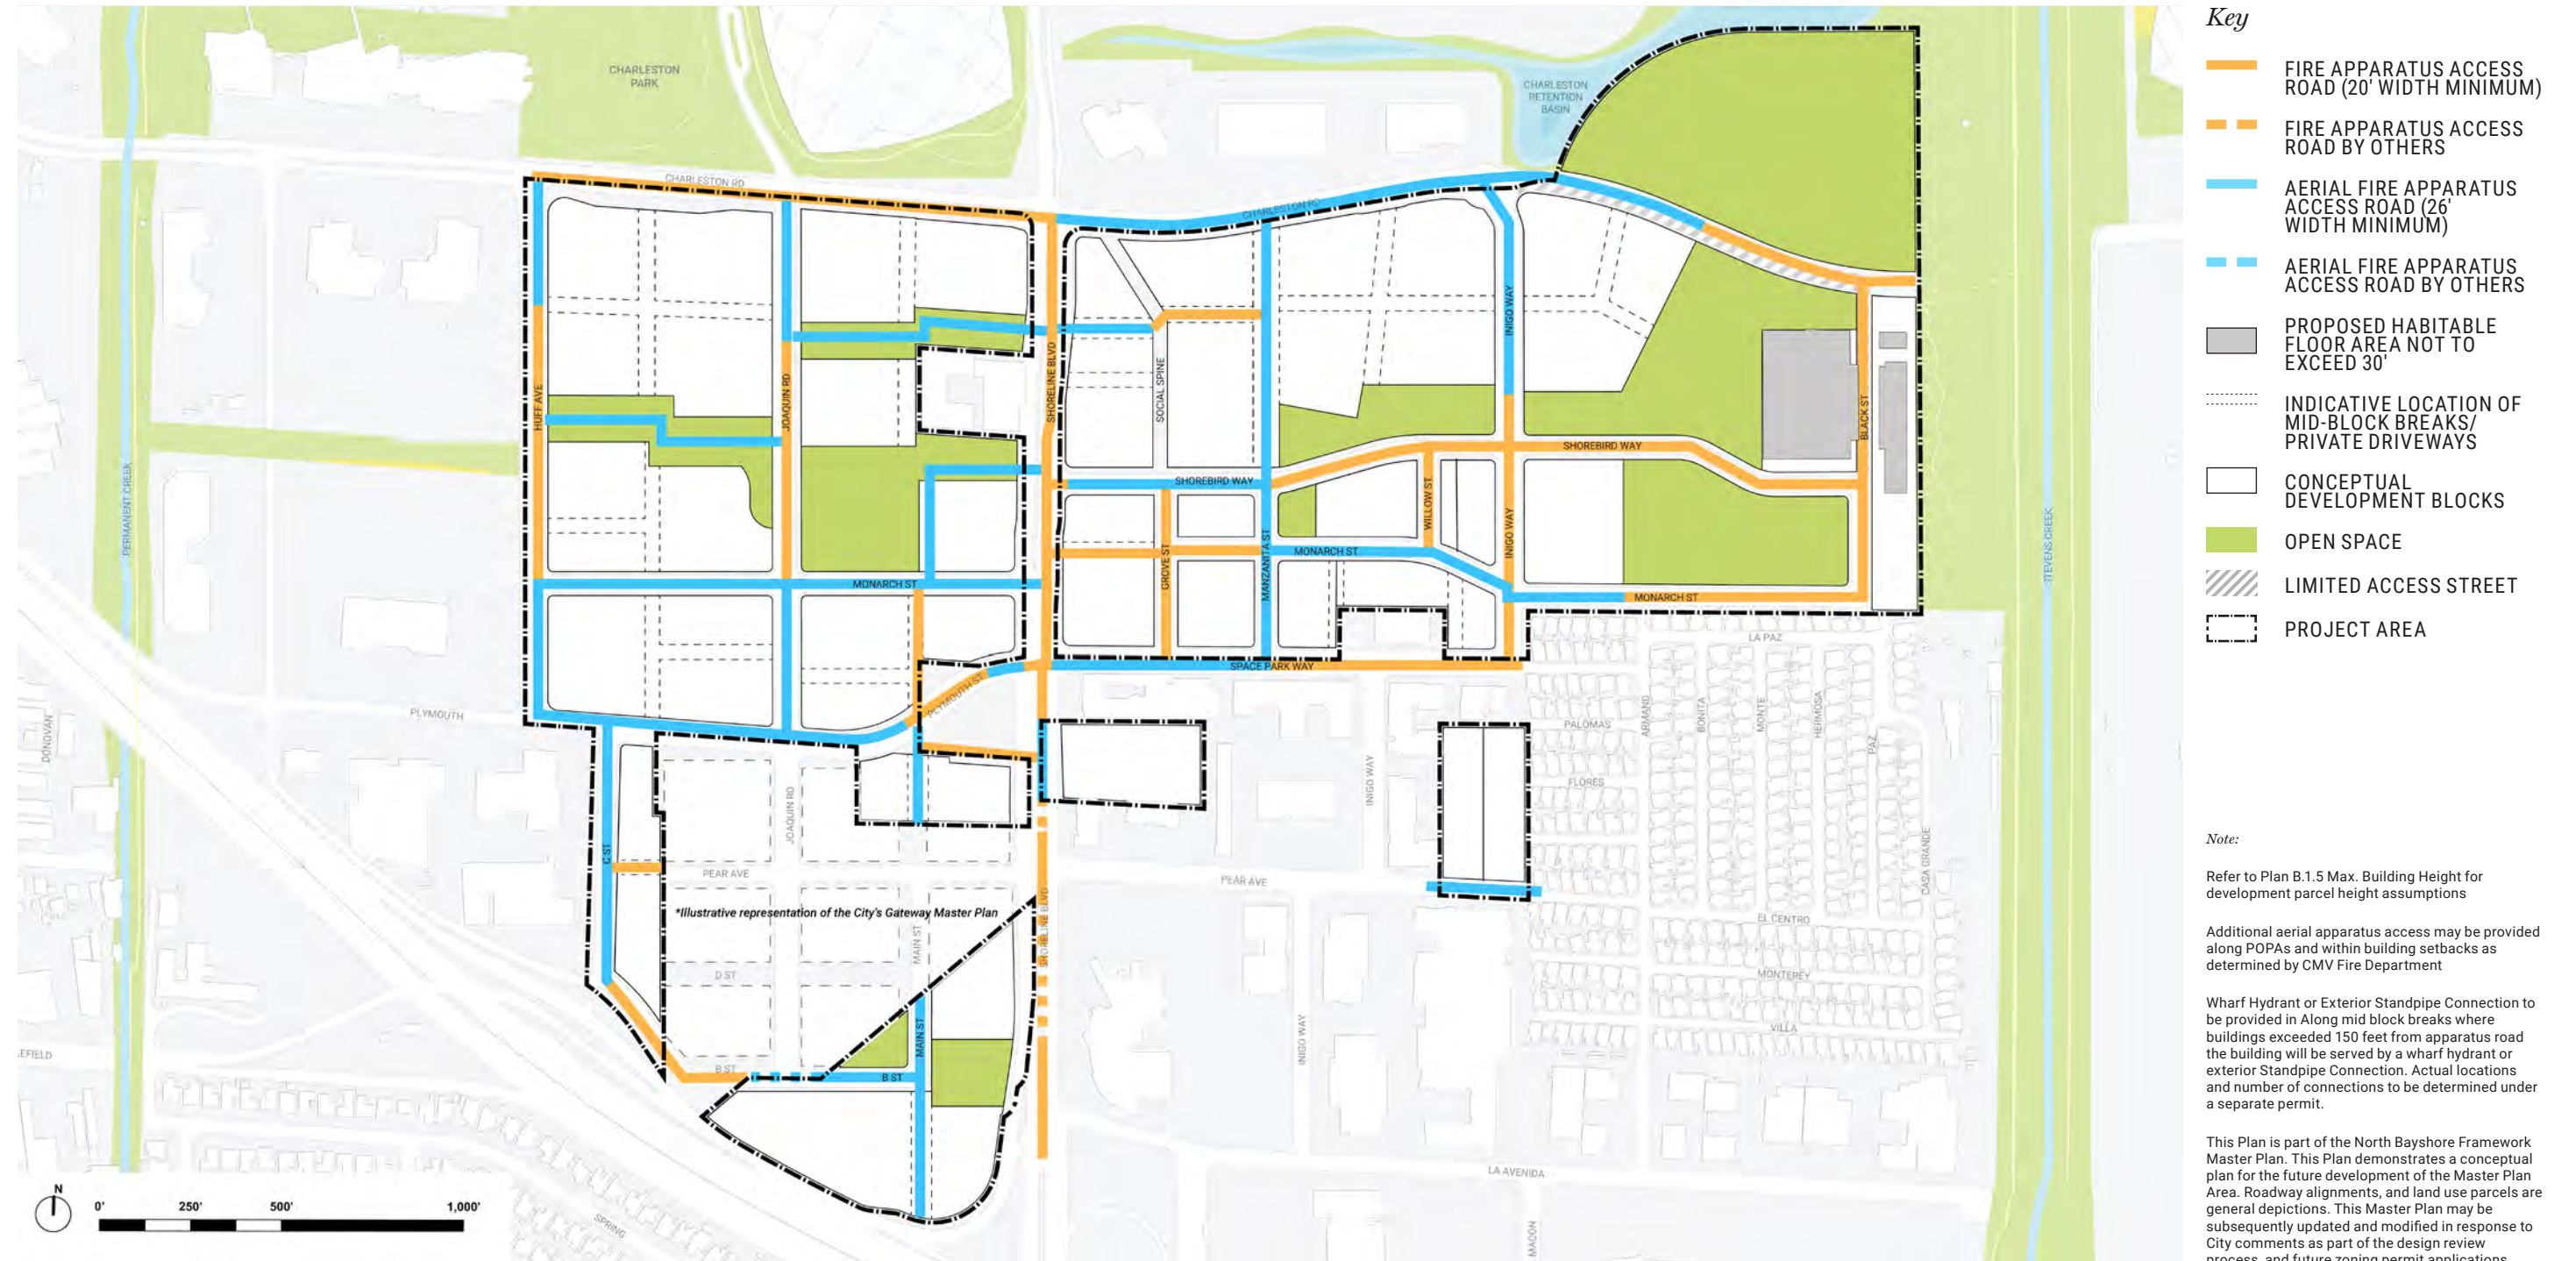 CHARLESTON
PARK
CHARLESTON
RETENTION
BASIN
CHARLESTON RD
CHARLESTON RD
PERMANENT CREEK
HUFF AVE
JOAQUIN RD
SHORELINE BLVD
SOCIAL SPINE
INIGO WAY
BLACK ST
SHOREBIRD WAY
SHOREBIRD WAY
WILLOW ST
INIGO WAY
GROVE ST
MANZANITA ST
MONARCH ST
MONARCH ST
MONARCH ST
STEVENS CREEK
PLYMOUTH ST
SPACE PARK WAY
LA PAZ
PLYMOUTH
DONOVAN
PALOMAS
ARMAND
BONITA
MONTE
HERMOSA
PAZ
FLORES
INIGO WAY
JOAQUIN RD
C ST
PEAR AVE
PEAR AVE
CASA GRANDE
*Illustrative representation of the City's Gateway Master Plan
SHORELINE BLVD
MAIN ST
EL CENTRO
D ST
MONTEREY
VILLA
MAIN ST
INIGO WAY
LEFIELD
B ST
B ST
LA AVENIDA
SPRING
MACON
N
0'
250'
500'
1,000'
Key
FIRE APPARATUS ACCESS
ROAD (20' WIDTH MINIMUM)
FIRE APPARATUS ACCESS
ROAD BY OTHERS
AERIAL FIRE APPARATUS
ACCESS ROAD (26'
WIDTH MINIMUM)
AERIAL FIRE APPARATUS
ACCESS ROAD BY OTHERS
PROPOSED HABITABLE
FLOOR AREA NOT TO
EXCEED 30'
INDICATIVE LOCATION OF
MID-BLOCK BREAKS/
PRIVATE DRIVEWAYS
CONCEPTUAL
DEVELOPMENT BLOCKS
OPEN SPACE
LIMITED ACCESS STREET
PROJECT AREA
Note:
Refer to Plan B.1.5 Max. Building Height for
development parcel height assumptions
Additional aerial apparatus access may be provided
along POPAs and within building setbacks as
determined by CMV Fire Department
Wharf Hydrant or Exterior Standpipe Connection to
be provided in Along mid block breaks where
buildings exceeded 150 feet from apparatus road
the building will be served by a wharf hydrant or
exterior Standpipe Connection. Actual locations
and number of connections to be determined under
a separate permit.
This Plan is part of the North Bayshore Framework
Master Plan. This Plan demonstrates a conceptual
plan for the future development of the Master Plan
Area. Roadway alignments, and land use parcels are
general depictions. This Master Plan may be
subsequently updated and modified in response to
City comments as part of the design review
process, and future zoning permit applications